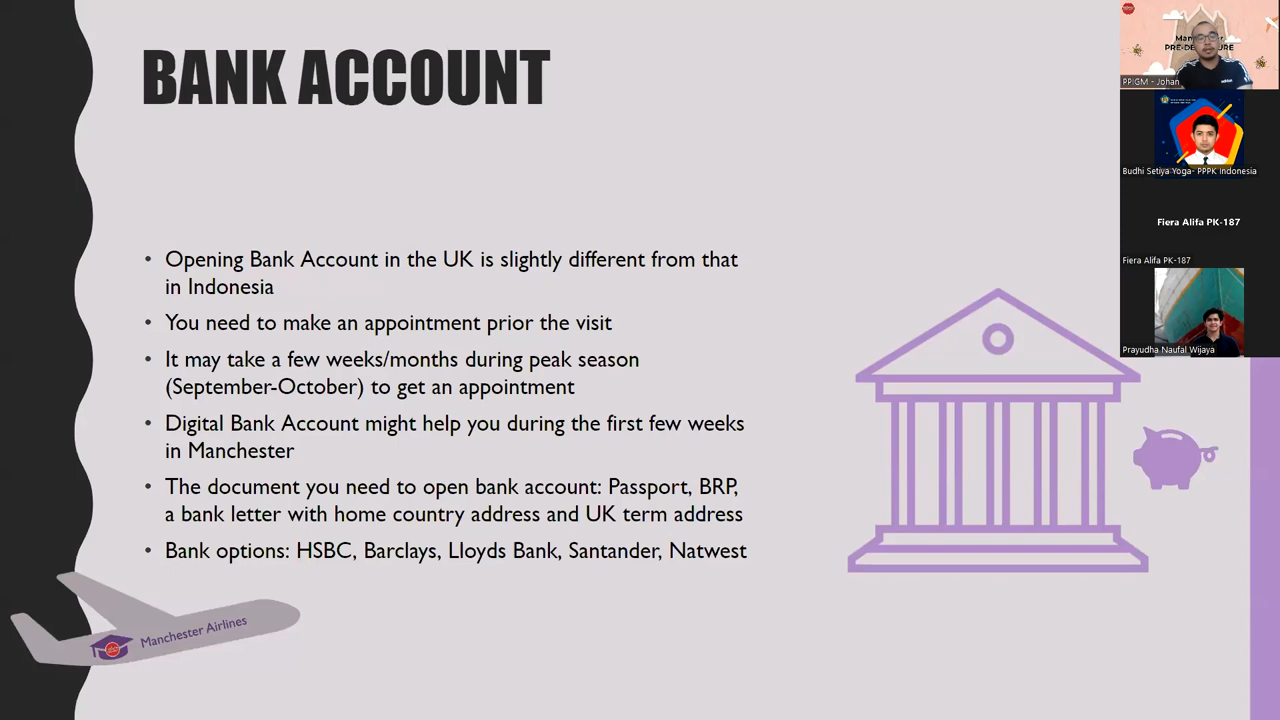 BANK ACCOUNT
• Opening Bank Account in the UK is slightly different from that
in Indonesia
• You need to make an appointment prior the visit
• It may take a few weeks/months during peak season
(September-October) to get an appointment
• Digital Bank Account might help you during the first few weeks
in Manchester
• The document you need to open bank account: Passport, BRP,
a bank letter with home country address and UK term address
• Bank options: HSBC, Barclays, Lloyds Bank, Santander, Natwest
Manchester Airlines
PPIGM - Johan
Budhi Setiya Yoga- PPPK Indonesia
Fiera Alifa PK-187
Fiera Alifa PK-187
Prayudha Naufal Wijaya